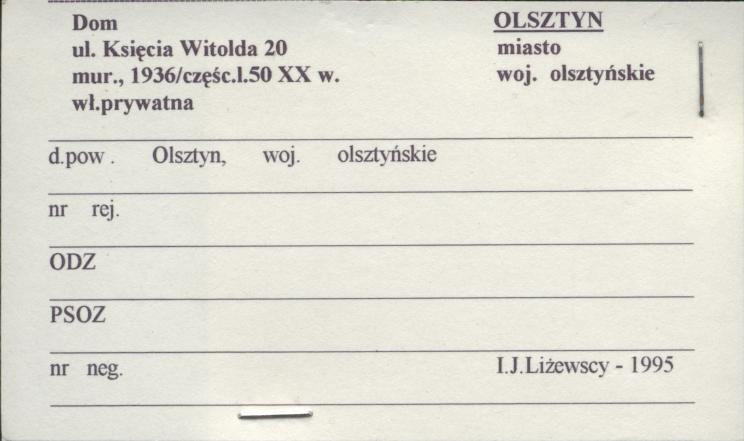 Dom
ul. Księcia Witolda 20
mur., 1936/częśc.l.50 XX w.
wł.prywatna
OLSZTYN
miasto
woj. olsztyńskie
d.pow . Olsztyn, woj. olsztyńskie
nr rej.
ODZ
PSOZ
nr neg.
I.J.Liżewscy - 1995